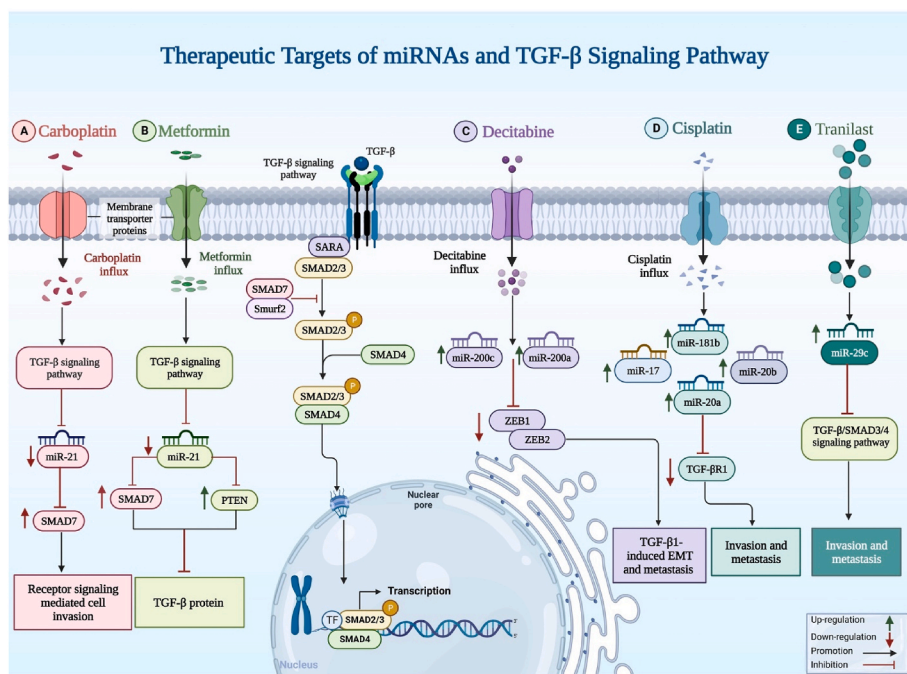 Therapeutic Targets of miRNAs and TGF-β Signaling Pathway
A Carboplatin
B Metformin
TGF-β signaling
pathway
TGF-β
C Decitabine
D Cisplatin
E Tranilast
Membrane
transporter
proteins
Carboplatin
influx
Metformin
influx
SARA
SMAD2/3
SMAD7
Smurf2
SMAD2/3
P
SMAD4
SMAD2/3
P
SMAD4
Decitabine
influx
Cisplatin
influx
TGF-β signaling
pathway
miR-21
SMAD7
Receptor signaling
mediated cell
invasion
TGF-β signaling
pathway
miR-21
SMAD7
PTEN
TGF-β protein
miR-200c
miR-200a
ZEB1
ZEB2
TGF-β1-
induced EMT
and metastasis
miR-181b
miR-17
miR-20b
miR-20a
TGF-βR1
Invasion and
metastasis
miR-29c
TGF-β/SMAD3/4
signaling pathway
Invasion and
metastasis
Nuclear
pore
Transcription
TF
SMAD2/3
P
SMAD4
Nucleus
Up-regulation
Down-regulation
Promotion
Inhibition